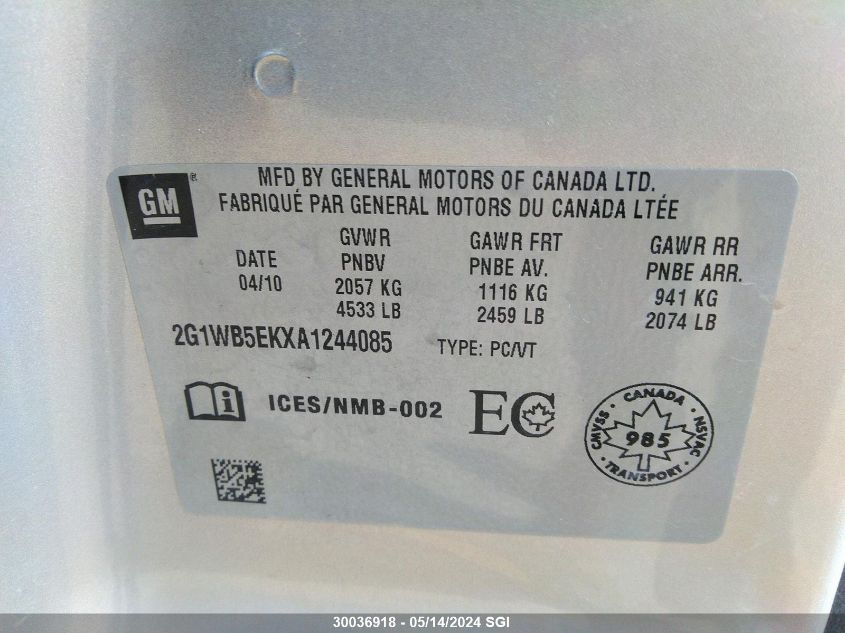 GM ®
MFD BY GENERAL MOTORS OF CANADA LTD.
FABRIQUÉ PAR GENERAL MOTORS DU CANADA LTÉE
DATE
04/10
GVWR
PNBV
2057 KG
4533 LB
GAWR FRT
PNBE AV.
1116 KG
2459 LB
GAWR RR
PNBE ARR.
941 KG
2074 LB
2G1WB5EKXA1244085
TYPE: PC/VT
i
ICES/NMB-002
EC
CMVSS · CANADA · NSVAC
985
· TRANSPORT ·
30036918 - 05/14/2024 SGI